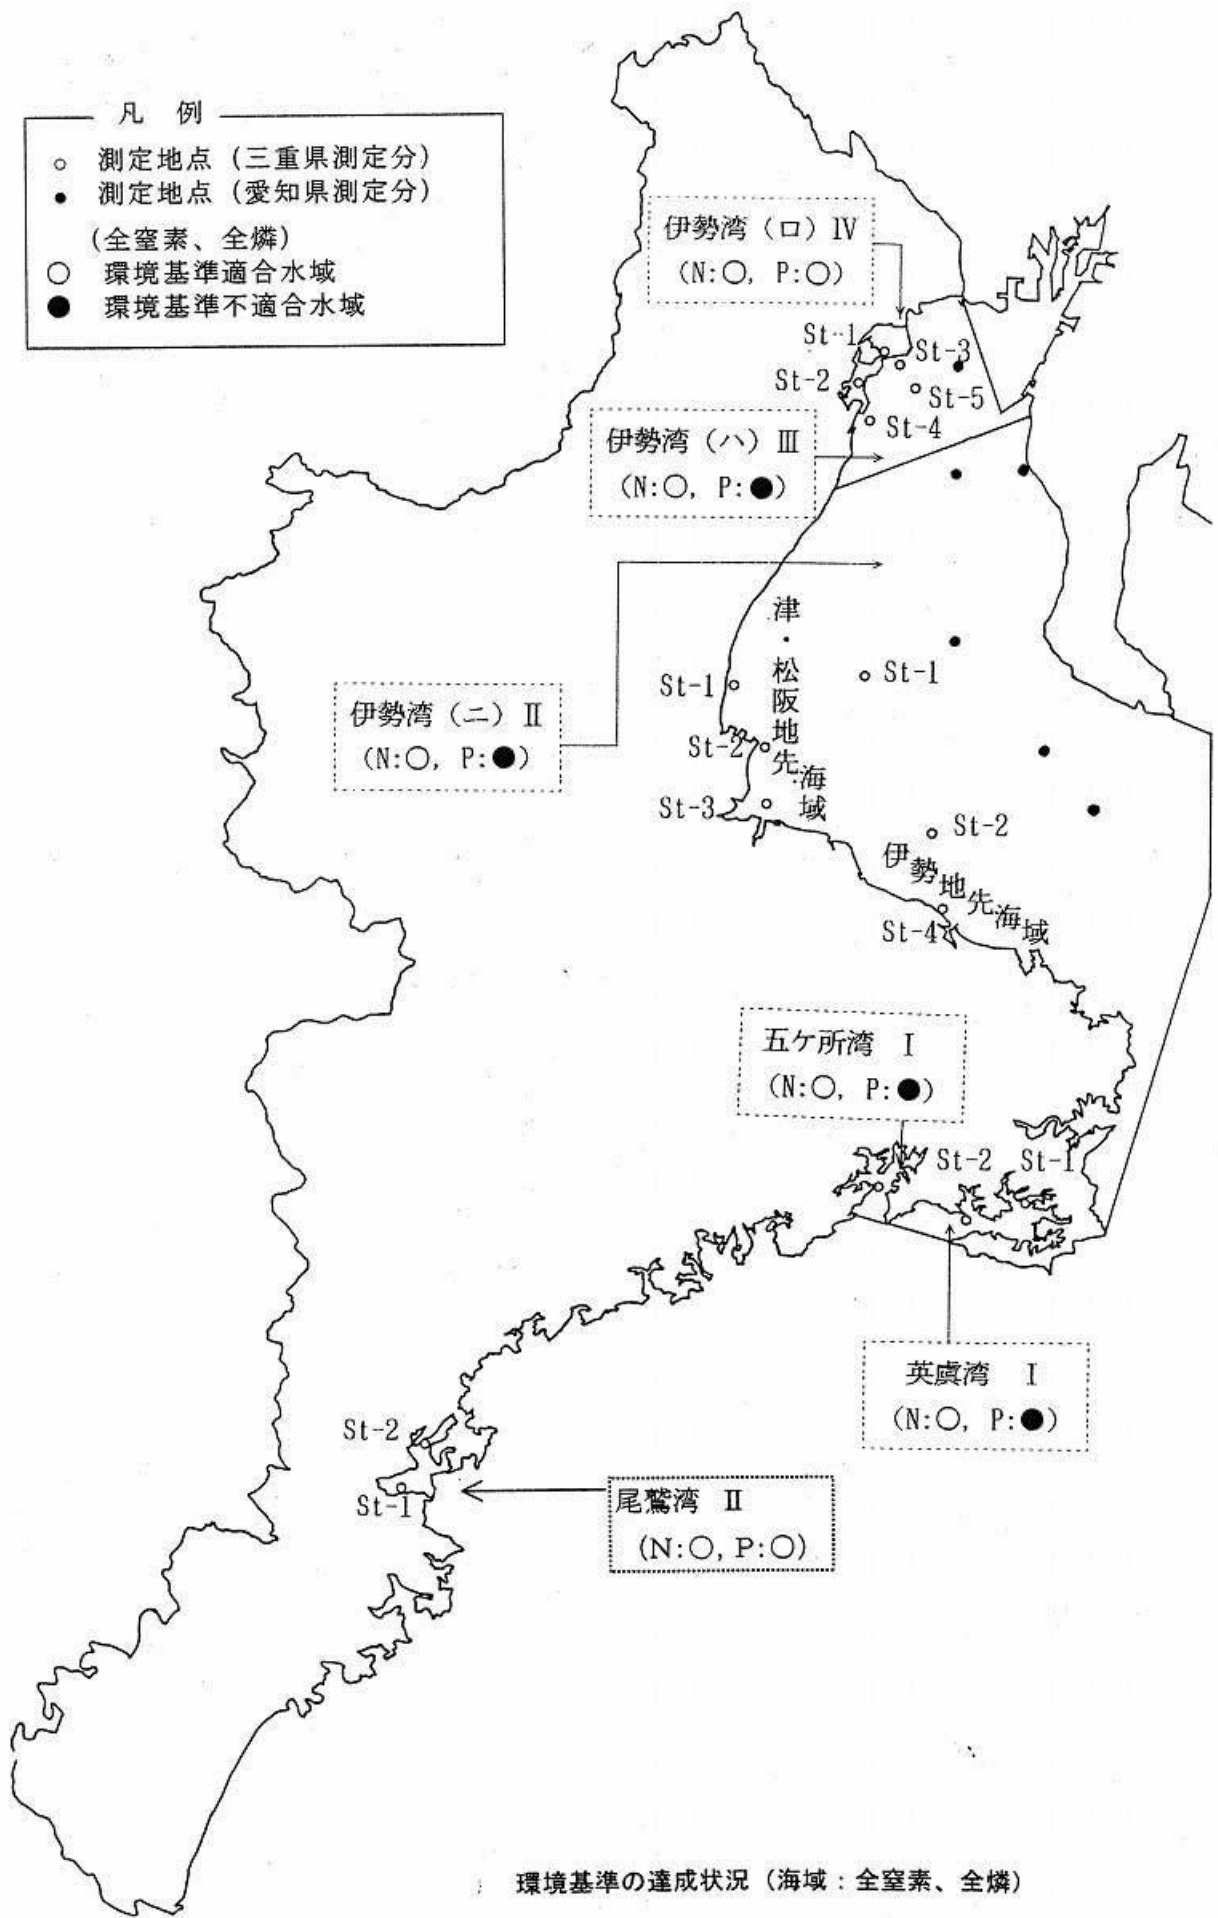 凡 例
○ 測定地点（三重県測定分）
● 測定地点（愛知県測定分）
（全窒素、全燐）
○ 環境基準適合水域
● 環境基準不適合水域
伊勢湾（ロ）Ⅳ
（N:○, P:○）
St-1
St-3
St-2
St-5
St-4
伊勢湾（ハ）Ⅲ
（N:○, P:●）
津・松阪地先海域
St-1
St-1
伊勢湾（ニ）Ⅱ
（N:○, P:●）
St-2
St-3
St-2
伊勢地先海域
St-4
五ケ所湾 Ⅰ
（N:○, P:●）
St-2
St-1
英虞湾 Ⅰ
（N:○, P:●）
St-2
St-1
尾鷲湾 Ⅱ
（N:○, P:○）
環境基準の達成状況（海域：全窒素、全燐）